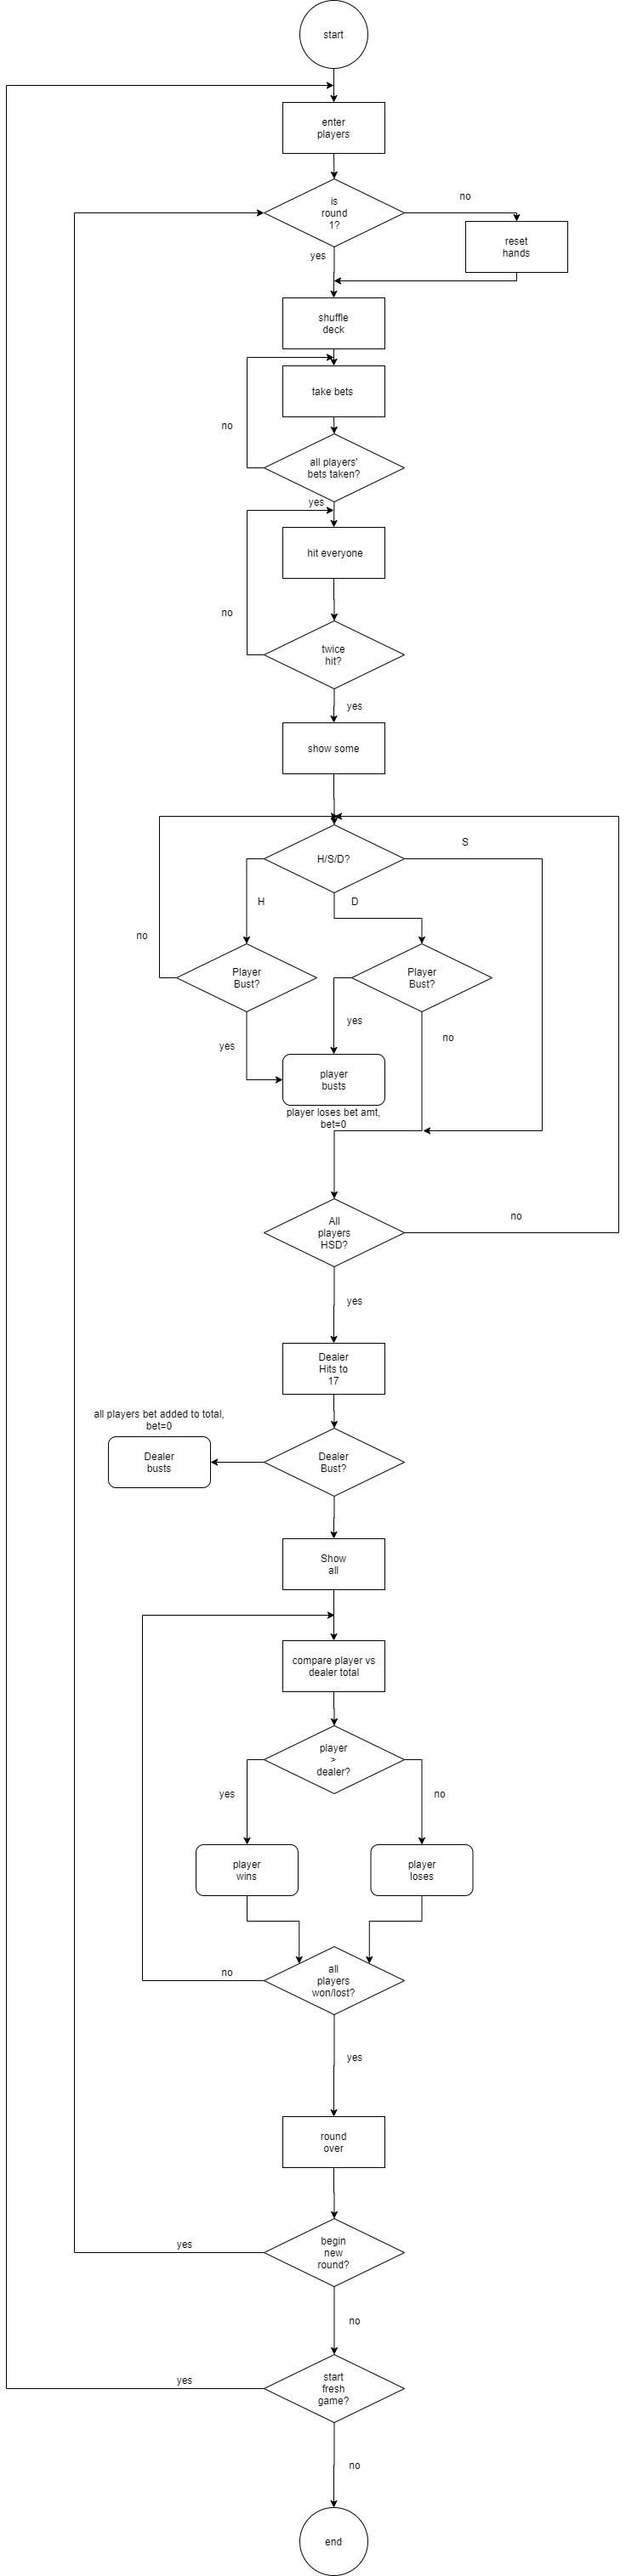 start
enter
players
is
round
1?
no
reset
hands
yes
shuffle
deck
take bets
no
all players'
bets taken?
yes
hit everyone
no
twice
hit?
yes
show some
S
H/S/D?
H
D
no
Player
Bust?
Player
Bust?
yes
yes
no
player
busts
player loses bet amt,
bet=0
no
All
players
HSD?
yes
Dealer
Hits to
17
all players bet added to total,
bet=0
Dealer
busts
Dealer
Bust?
Show
all
compare player vs
dealer total
player
>
dealer?
yes
no
player
wins
player
loses
no
all
players
won/lost?
yes
round
over
yes
begin
new
round?
no
yes
start
fresh
game?
no
end